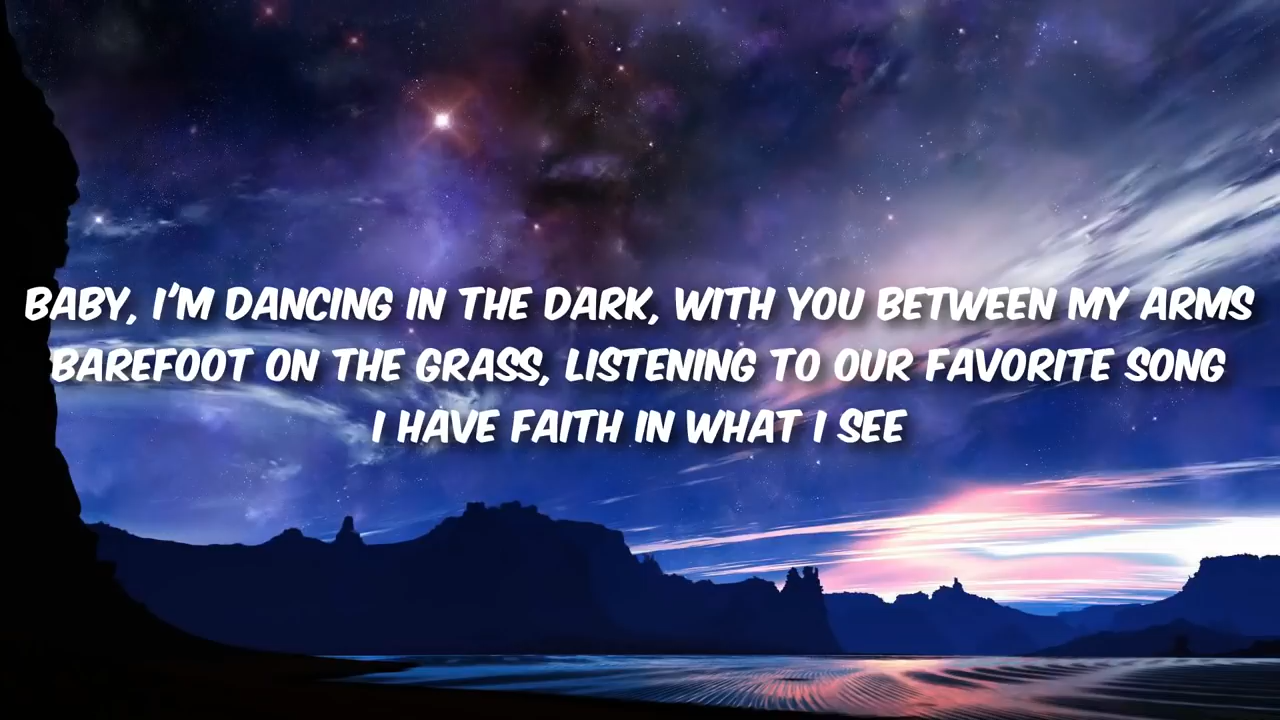 BABY, I'M DANCING IN THE DARK, WITH YOU BETWEEN MY ARMS
BAREFOOT ON THE GRASS, LISTENING TO OUR FAVORITE SONG
I HAVE FAITH IN WHAT I SEE